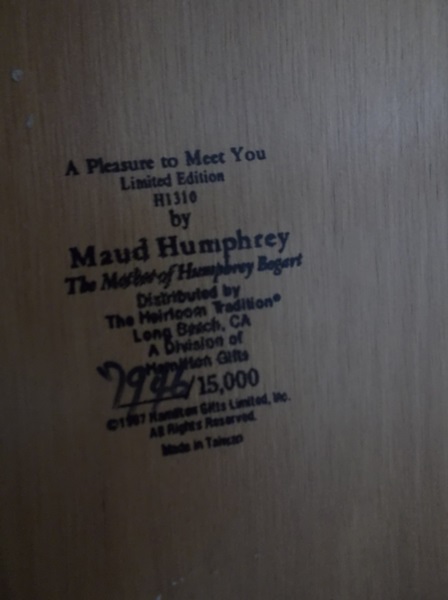 A Pleasure to Meet You
Limited Edition
H1310
by
Maud Humphrey
The Mother of Humphrey Bogart
Distributed by
The Heirloom Tradition®
Long Beach, CA
A Division of
Hamilton Gifts
/15,000
©1987 Hamilton Gifts Limited, Inc.
All Rights Reserved.
Made in Taiwan